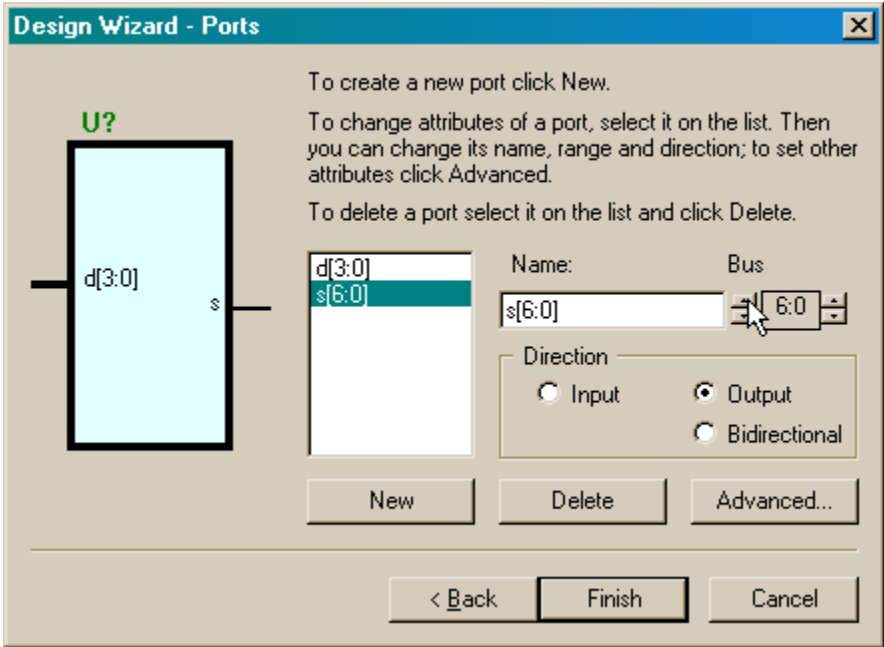 Design Wizard - Ports
To create a new port click New.
U?
To change attributes of a port, select it on the list. Then
you can change its name, range and direction; to set other
attributes click Advanced.
To delete a port select it on the list and click Delete.
d[3:0]
s
d[3:0]
s[6:0]
Name:
Bus
s[6:0]
6:0
Direction
Input
Output
Bidirectional
New
Delete
Advanced...
< Back
Finish
Cancel